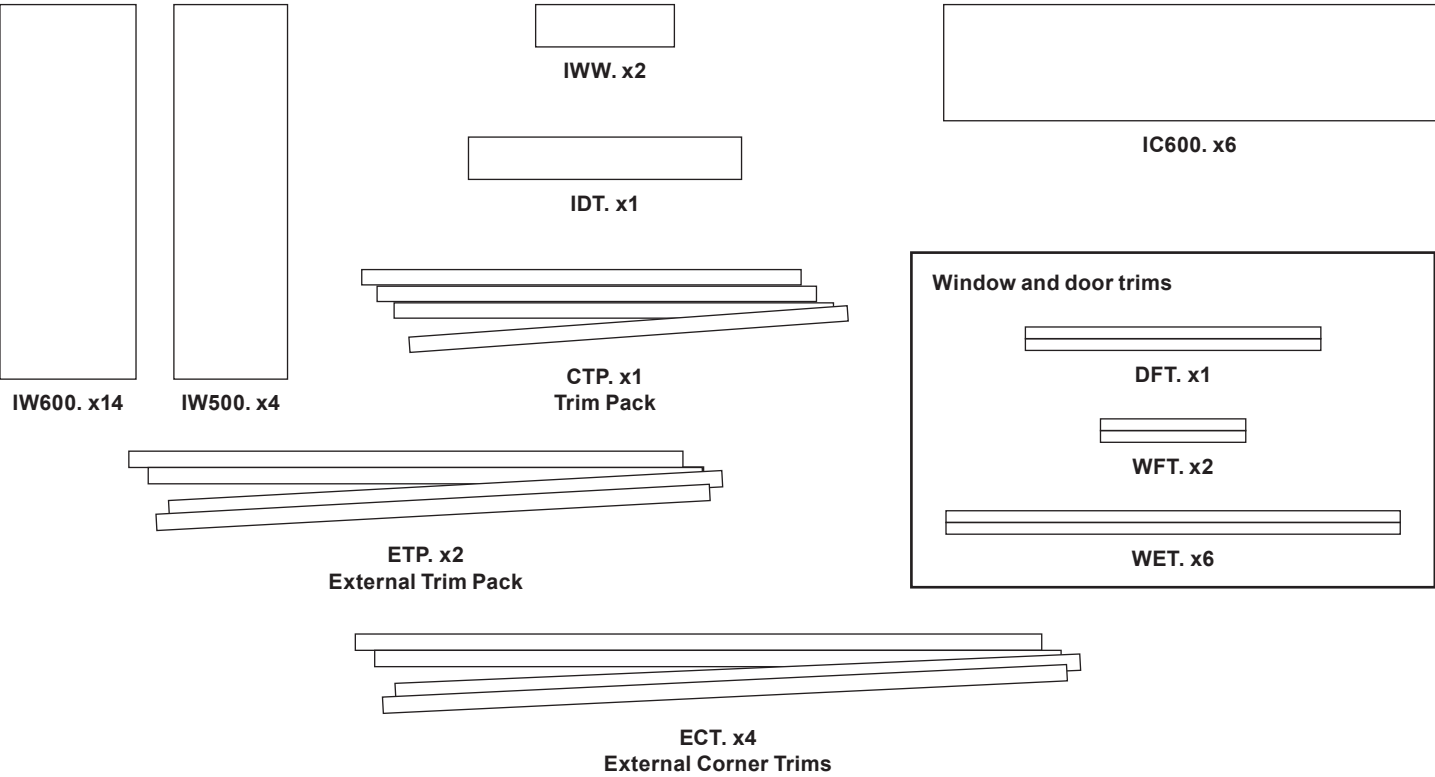 IWW. x2
IC600. x6
IDT. x1
Window and door trims
DFT. x1
IW600. x14
IW500. x4
CTP. x1
Trim Pack
WFT. x2
ETP. x2
External Trim Pack
WET. x6
ECT. x4
External Corner Trims